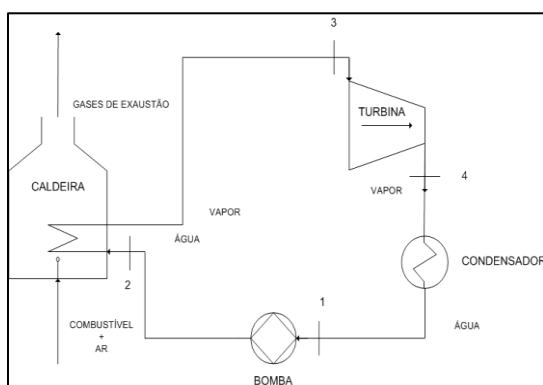 3
GASES DE EXAUSTÃO
TURBINA
CALDEIRA
4
VAPOR
VAPOR
ÁGUA
CONDENSADOR
2
1
COMBUSTÍVEL
+
AR
ÁGUA
BOMBA